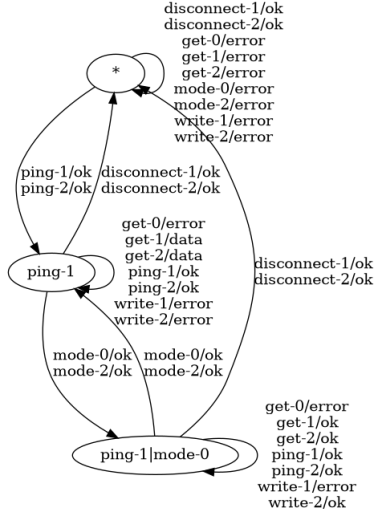 disconnect-1/ok
disconnect-2/ok
get-0/error
get-1/error
get-2/error
mode-0/error
mode-2/error
write-1/error
write-2/error
*
ping-1/ok
ping-2/ok
disconnect-1/ok
disconnect-2/ok
get-0/error
get-1/data
get-2/data
ping-1/ok
ping-2/ok
write-1/error
write-2/error
ping-1
disconnect-1/ok
disconnect-2/ok
mode-0/ok
mode-2/ok
mode-0/ok
mode-2/ok
get-0/error
get-1/ok
get-2/ok
ping-1/ok
ping-2/ok
write-1/error
write-2/ok
ping-1|mode-0